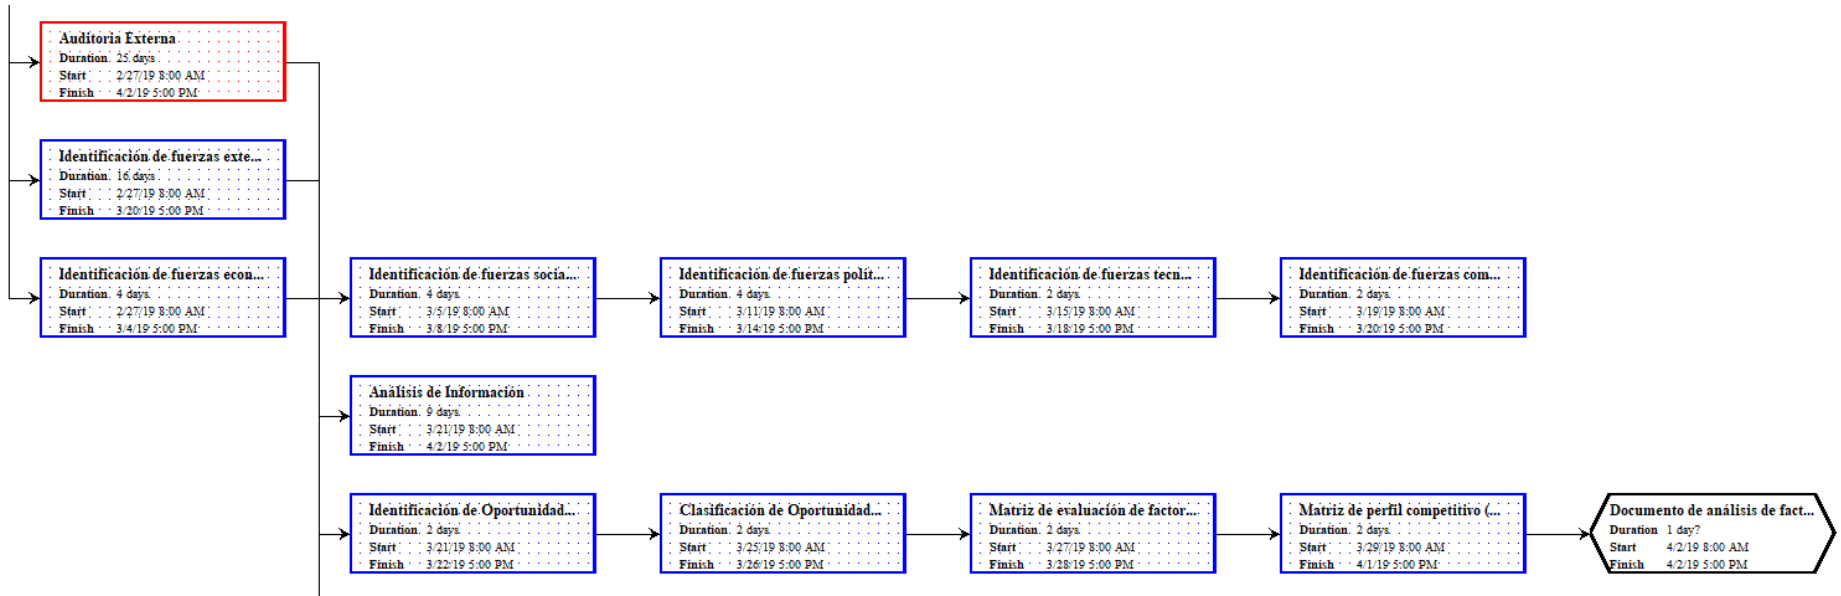 Auditoria Externa
Duration 25 days
Start 2/27/19 8:00 AM
Finish 4/2/19 5:00 PM
Identificación de fuerzas exte...
Duration 16 days
Start 2/27/19 8:00 AM
Finish 3/20/19 5:00 PM
Identificación de fuerzas econ...
Duration 4 days
Start 2/27/19 8:00 AM
Finish 3/4/19 5:00 PM
Identificación de fuerzas socia...
Duration 4 days
Start 3/5/19 8:00 AM
Finish 3/8/19 5:00 PM
Identificación de fuerzas polít...
Duration 4 days
Start 3/11/19 8:00 AM
Finish 3/14/19 5:00 PM
Identificación de fuerzas tecn...
Duration 2 days
Start 3/15/19 8:00 AM
Finish 3/18/19 5:00 PM
Identificación de fuerzas com...
Duration 2 days
Start 3/19/19 8:00 AM
Finish 3/20/19 5:00 PM
Análisis de Información
Duration 9 days
Start 3/21/19 8:00 AM
Finish 4/2/19 5:00 PM
Identificación de Oportunidad...
Duration 2 days
Start 3/21/19 8:00 AM
Finish 3/22/19 5:00 PM
Clasificación de Oportunidad...
Duration 2 days
Start 3/25/19 8:00 AM
Finish 3/26/19 5:00 PM
Matriz de evaluación de factor...
Duration 2 days
Start 3/27/19 8:00 AM
Finish 3/28/19 5:00 PM
Matriz de perfil competitivo (...
Duration 2 days
Start 3/29/19 8:00 AM
Finish 4/1/19 5:00 PM
Documento de análisis de fact...
Duration 1 day?
Start 4/2/19 8:00 AM
Finish 4/2/19 5:00 PM